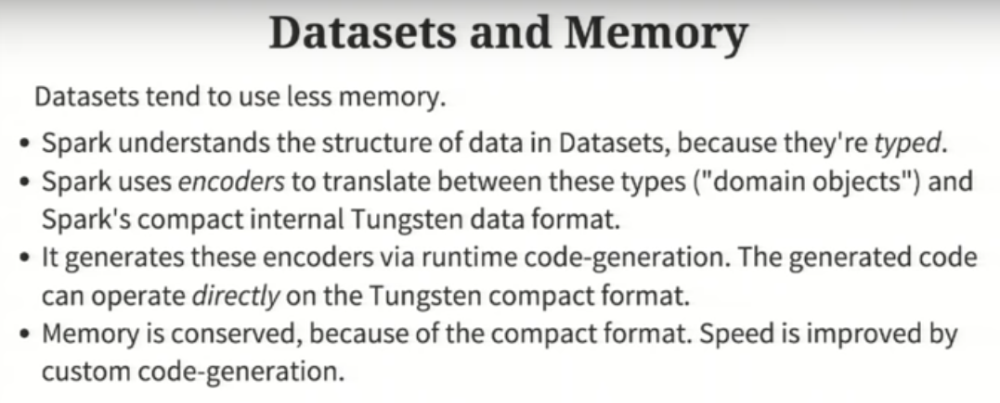 Datasets and Memory
Datasets tend to use less memory.
• Spark understands the structure of data in Datasets, because they're typed.
• Spark uses encoders to translate between these types ("domain objects") and
Spark's compact internal Tungsten data format.
• It generates these encoders via runtime code-generation. The generated code
can operate directly on the Tungsten compact format.
• Memory is conserved, because of the compact format. Speed is improved by
custom code-generation.